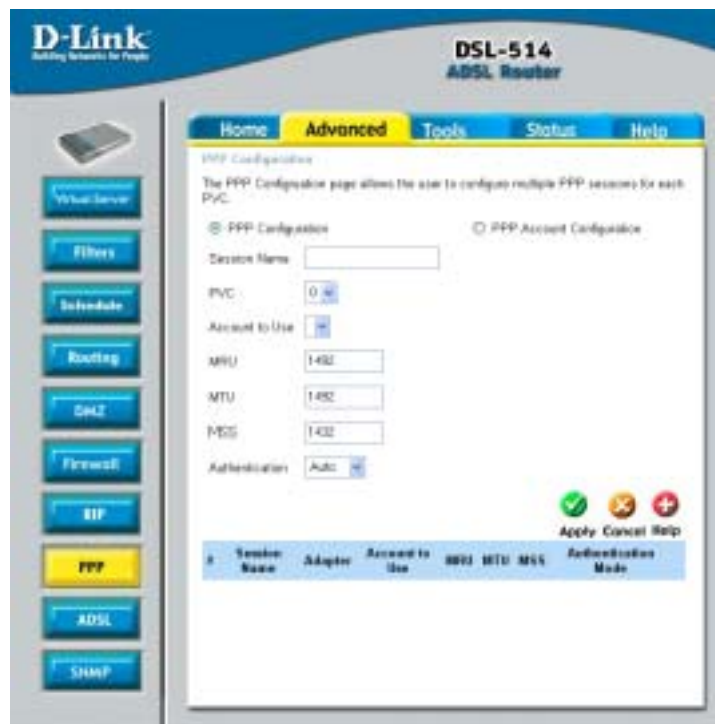 D-Link
Building Networks for People
DSL-514
ADSL Router
Home Advanced Tools Status Help
PPP Configuration
The PPP Configuration page allows the user to configure multiple PPP sessions for each
PVC.
PPP Configuration PPP Account Configuration
Session Name
PVC 0
Account to Use
MRU 1492
MTU 1492
MSS 1432
Authentication Auto
Apply Cancel Help
# Session Name Adapter Account to Use MRU MTU MSS Authentication Mode
Virtual Server
Filters
Schedule
Routing
DMZ
Firewall
RIP
PPP
ADSL
SNMP